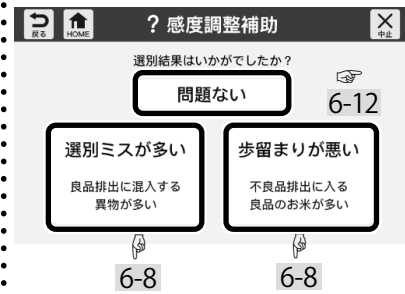 戻る HOME ? 感度調整補助 中止
選別結果はいかがでしたか?
問題ない
6-12
選別ミスが多い 歩留まりが悪い
良品排出に混入する 不良品排出に入る
異物が多い 良品のお米が多い
6-8 6-8